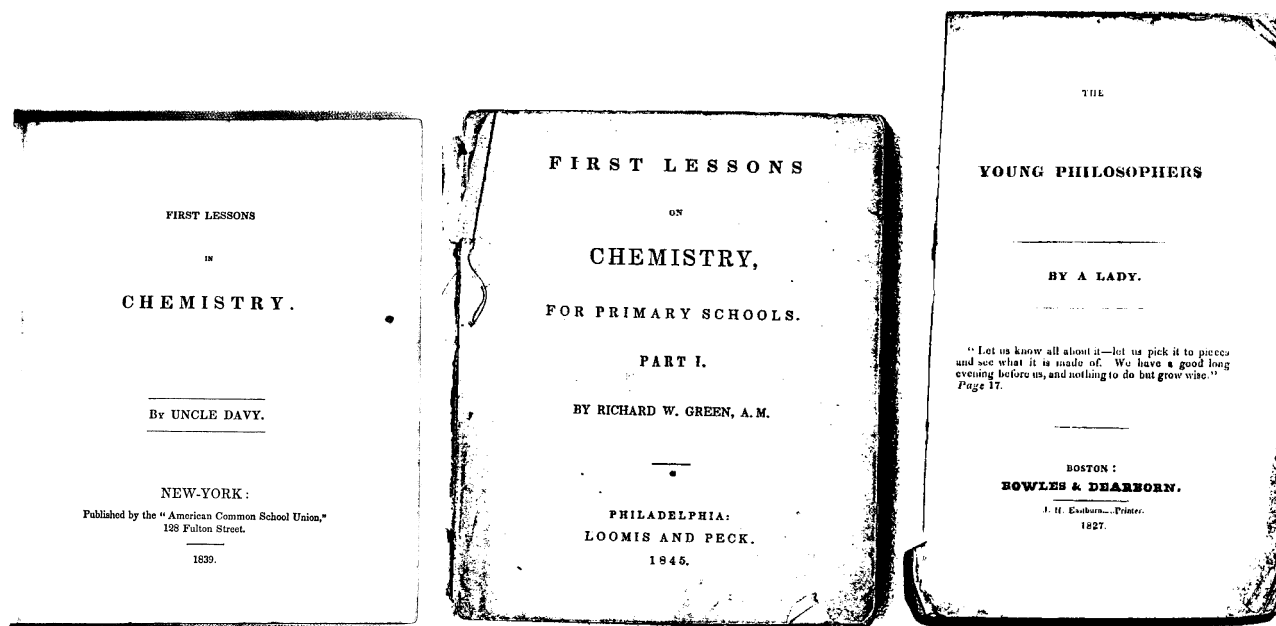 FIRST LESSONS
IN
CHEMISTRY.
By UNCLE DAVY.
NEW-YORK:
Published by the "American Common School Union,"
128 Fulton Street.
1839.
FIRST LESSONS
ON
CHEMISTRY,
FOR PRIMARY SCHOOLS.
PART I.
BY RICHARD W. GREEN, A.M.
PHILADELPHIA:
LOOMIS AND PECK.
1845.
THE
YOUNG PHILOSOPHERS
BY A LADY.
"Let us know all about it—let us pick it to pieces
and see what it is made of. We have a good long
evening before us, and nothing to do but grow wise."
Page 17.
BOSTON:
BOWLES & DEARBORN.
J. H. Eastburn....Printer.
1827.